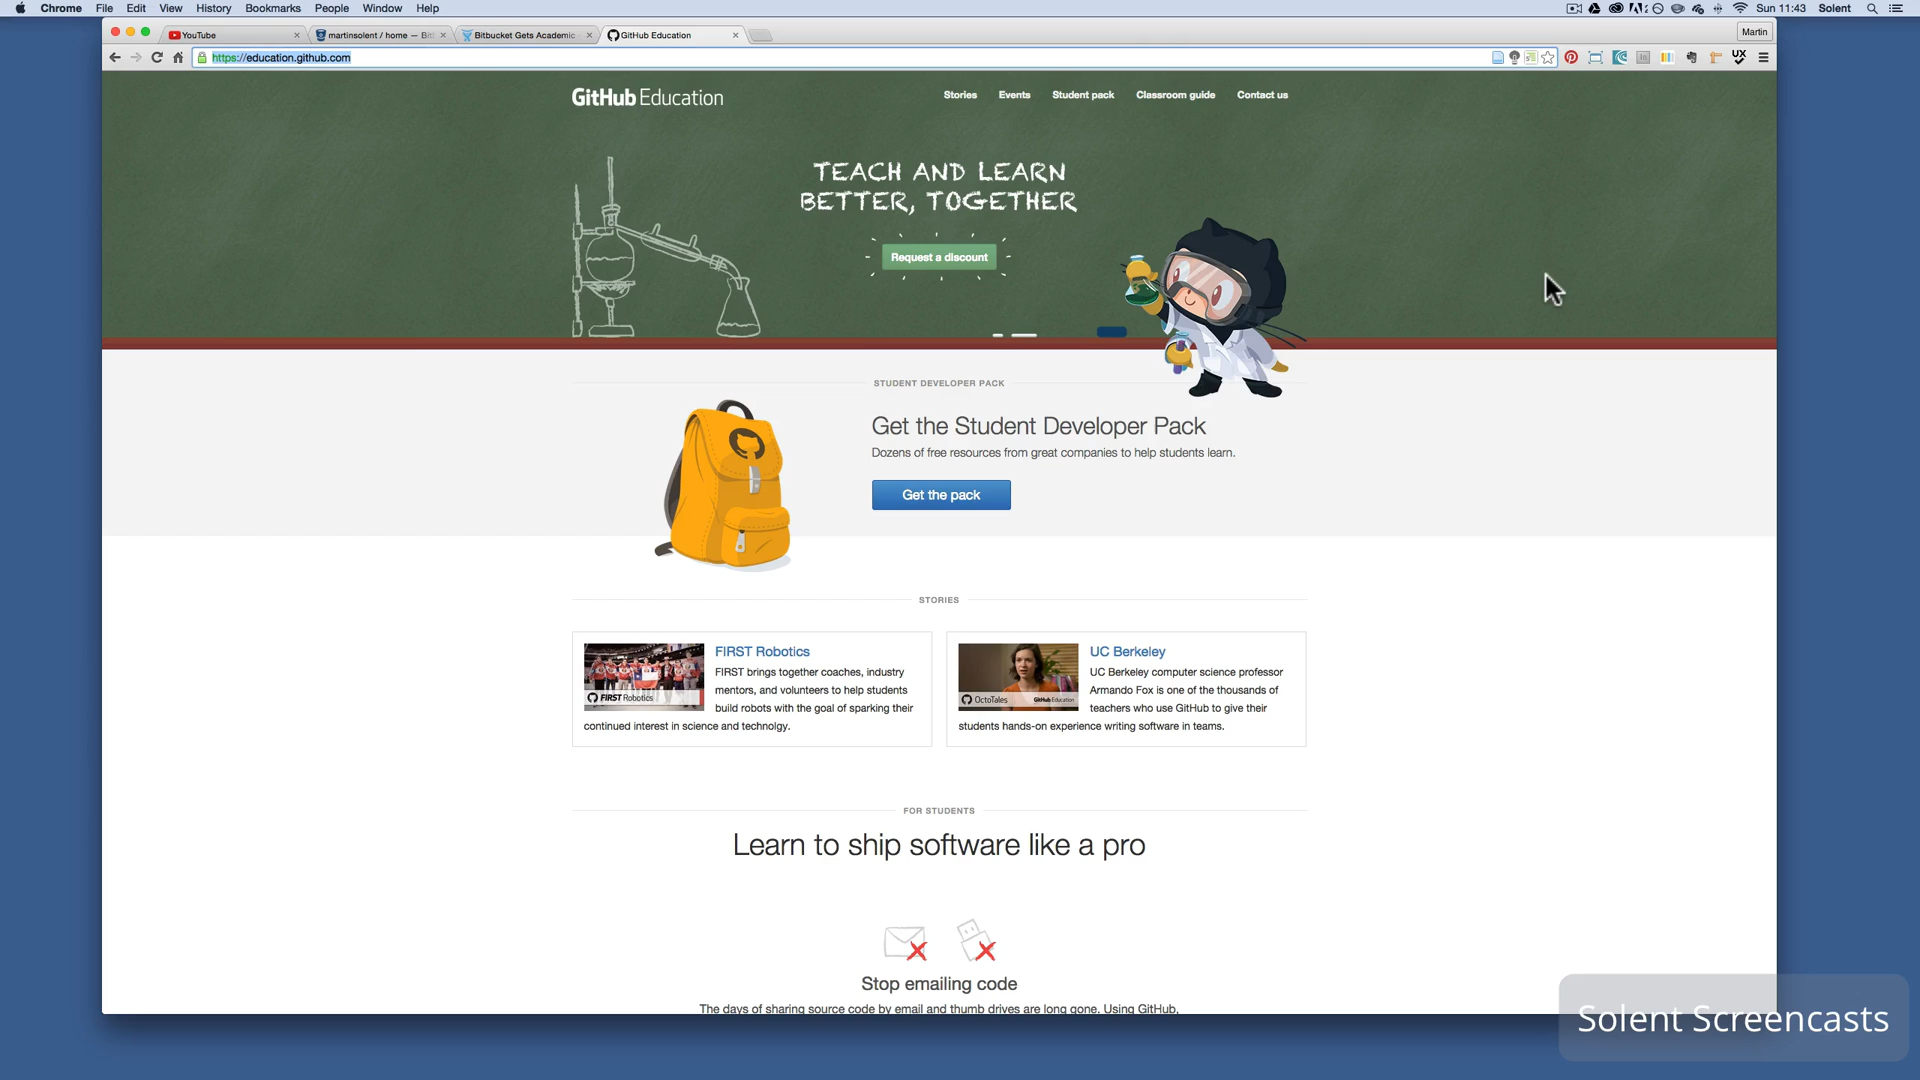 Chrome File Edit View History Bookmarks People Window Help Sun 11:43 Solent
YouTube martinsolent / home — Bit Bitbucket Gets Academic GitHub Education Martin
https://education.github.com UX
GitHub Education Stories Events Student pack Classroom guide Contact us
TEACH AND LEARN
BETTER, TOGETHER
Request a discount
STUDENT DEVELOPER PACK
Get the Student Developer Pack
Dozens of free resources from great companies to help students learn.
Get the pack
STORIES
FIRST Robotics
FIRST brings together coaches, industry
mentors, and volunteers to help students
build robots with the goal of sparking their
continued interest in science and technolgy.
FIRST Robotics
UC Berkeley
UC Berkeley computer science professor
Armando Fox is one of the thousands of
teachers who use GitHub to give their
students hands-on experience writing software in teams.
OctoTales GitHub Education
FOR STUDENTS
Learn to ship software like a pro
Stop emailing code
The days of sharing source code by email and thumb drives are long gone. Using GitHub,
Solent Screencasts